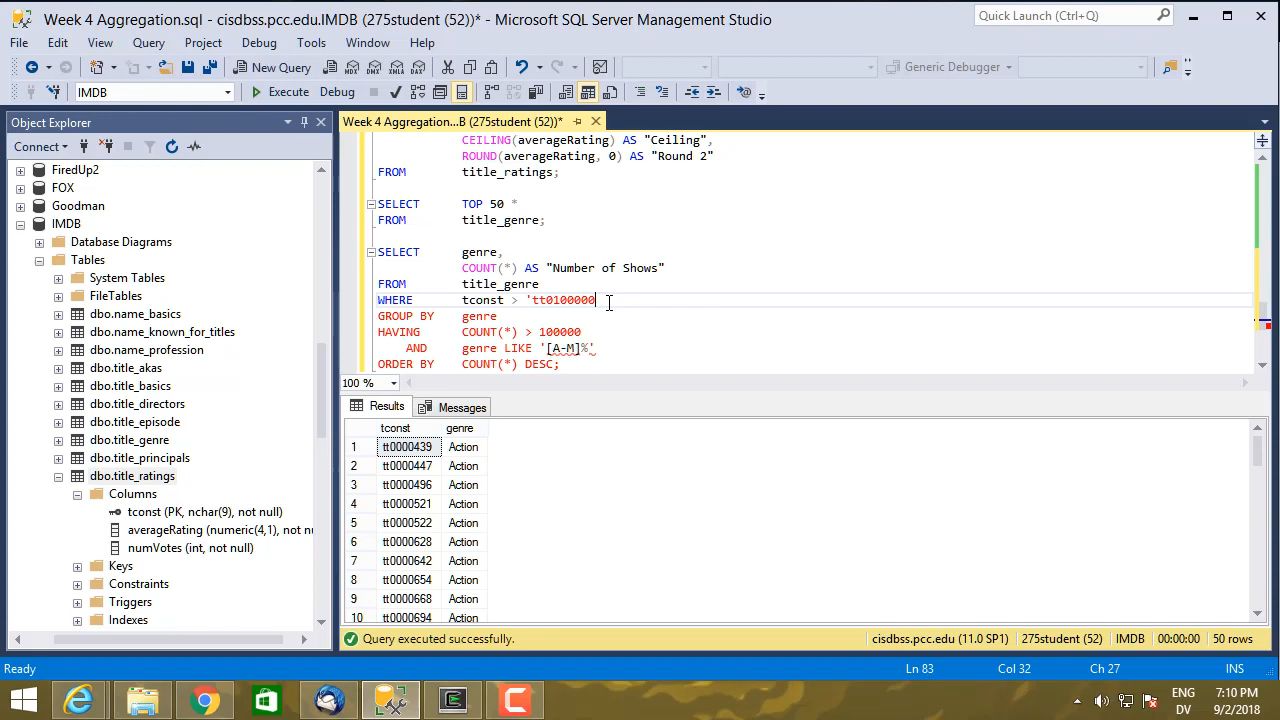 Week 4 Aggregation.sql - cisdbss.pcc.edu.IMDB (275student (52))* - Microsoft SQL Server Management Studio
Quick Launch (Ctrl+Q)
File Edit View Query Project Debug Tools Window Help
New Query
MDX DMX XMLA DAX
Generic Debugger
IMDB
Execute Debug
Object Explorer
Week 4 Aggregation...B (275student (52))*
Connect
FiredUp2
FOX
Goodman
IMDB
Database Diagrams
Tables
System Tables
FileTables
dbo.name_basics
dbo.name_known_for_titles
dbo.name_profession
dbo.title_akas
dbo.title_basics
dbo.title_directors
dbo.title_episode
dbo.title_genre
dbo.title_principals
dbo.title_ratings
Columns
tconst (PK, nchar(9), not null)
averageRating (numeric(4,1), not nu
numVotes (int, not null)
Keys
Constraints
Triggers
Indexes
CEILING(averageRating) AS "Ceiling",
ROUND(averageRating, 0) AS "Round 2"
FROM title_ratings;
SELECT TOP 50 *
FROM title_genre;
SELECT genre,
COUNT(*) AS "Number of Shows"
FROM title_genre
WHERE tconst > 'tt0100000
GROUP BY genre
HAVING COUNT(*) > 100000
AND genre LIKE '[A-M]%'
ORDER BY COUNT(*) DESC;
100 %
Results Messages
tconst genre
1 tt0000439 Action
2 tt0000447 Action
3 tt0000496 Action
4 tt0000521 Action
5 tt0000522 Action
6 tt0000628 Action
7 tt0000642 Action
8 tt0000654 Action
9 tt0000668 Action
10 tt0000694 Action
Query executed successfully.
cisdbss.pcc.edu (11.0 SP1) 275student (52) IMDB 00:00:00 50 rows
Ready
Ln 83 Col 32 Ch 27 INS
ENG 7:10 PM
DV 9/2/2018